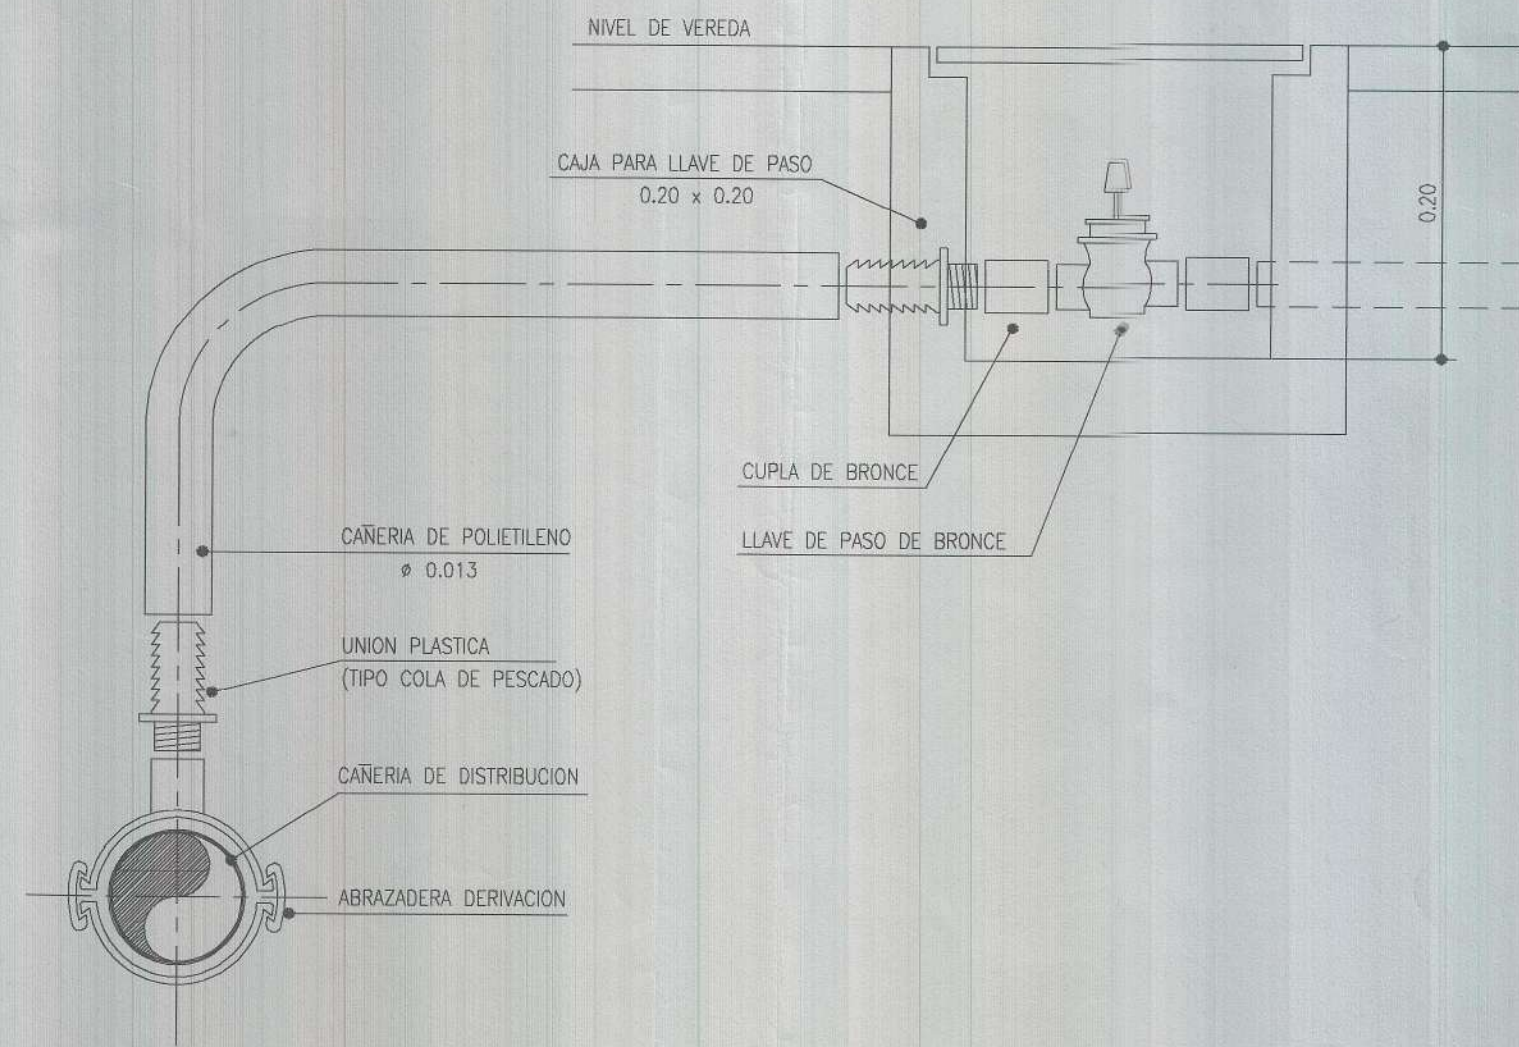 NIVEL DE VEREDA
CAJA PARA LLAVE DE PASO
0.20 x 0.20
0.20
CUPLA DE BRONCE
LLAVE DE PASO DE BRONCE
CAÑERIA DE POLIETILENO
ø 0.013
UNION PLASTICA
(TIPO COLA DE PESCADO)
CAÑERIA DE DISTRIBUCION
ABRAZADERA DERIVACION